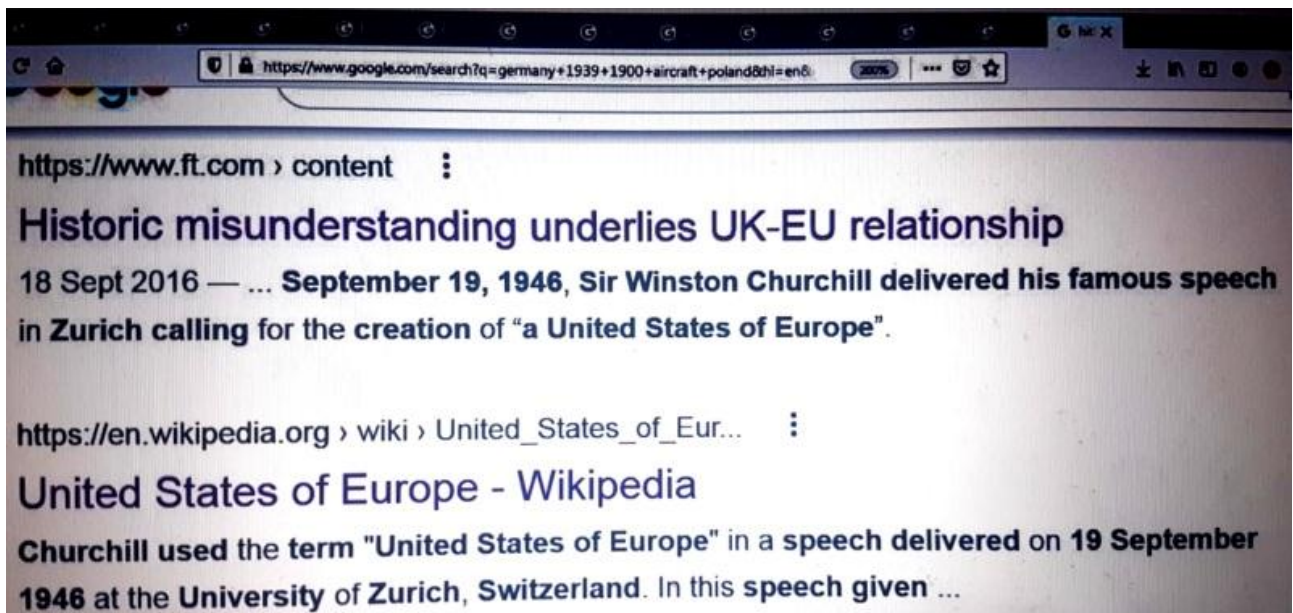 https://www.google.com/search?q=germany+1939+1900+aircraft+poland&hl=en&
200%
https://www.ft.com › content
Historic misunderstanding underlies UK-EU relationship
18 Sept 2016 — ... September 19, 1946, Sir Winston Churchill delivered his famous speech
in Zurich calling for the creation of “a United States of Europe”.
https://en.wikipedia.org › wiki › United_States_of_Eur...
United States of Europe - Wikipedia
Churchill used the term "United States of Europe" in a speech delivered on 19 September
1946 at the University of Zurich, Switzerland. In this speech given ...